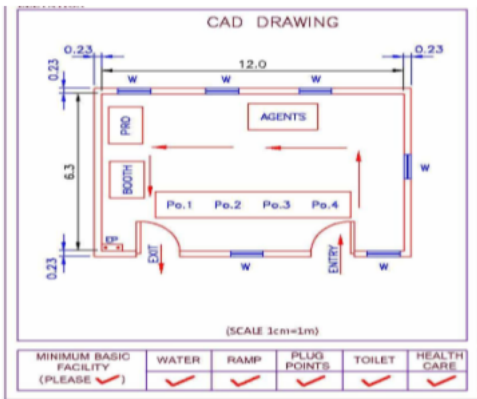 CAD DRAWING
0.23
0.23
12.0
0.23
W
W
W
PRO
AGENTS
6.3
BOOTH
W
Po.1 Po.2 Po.3 Po.4
EXIT
ENTRY
0.23
W
W
(SCALE 1cm=1m)
MINIMUM BASIC FACILITY (PLEASE ✓)
WATER
RAMP
PLUG POINTS
TOILET
HEALTH CARE